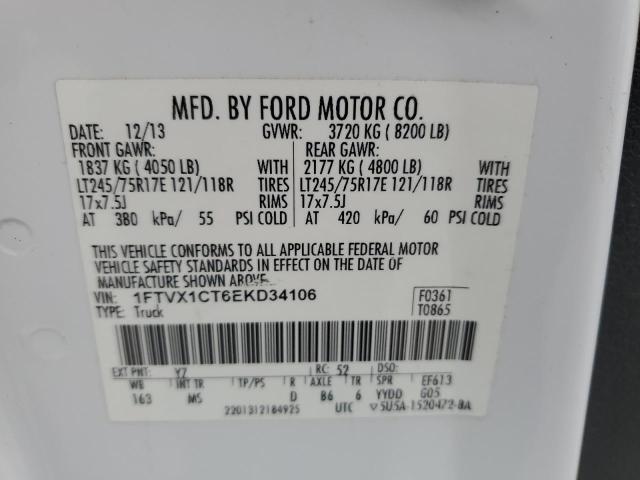 MFD. BY FORD MOTOR CO.
DATE: 12/13 GVWR: 3720 KG ( 8200 LB)
FRONT GAWR: REAR GAWR:
1837 KG ( 4050 LB) WITH 2177 KG ( 4800 LB) WITH
LT245/75R17E 121/118R TIRES LT245/75R17E 121/118R TIRES
17x7.5J RIMS 17x7.5J RIMS
AT 380 kPa/ 55 PSI COLD AT 420 kPa/ 60 PSI COLD
THIS VEHICLE CONFORMS TO ALL APPLICABLE FEDERAL MOTOR
VEHICLE SAFETY STANDARDS IN EFFECT ON THE DATE OF
MANUFACTURE SHOWN ABOVE.
VIN: 1FTVX1CT6EKD34106 F0361
TYPE: Truck T0865
EXT PNT: YZ RC: 52 DSO:
WB INT TR TP/PS R AXLE TR SPR EF613
163 MS D B6 6 YYDD G05
2201312184925 UTC ▽5U5A-1520472-BA